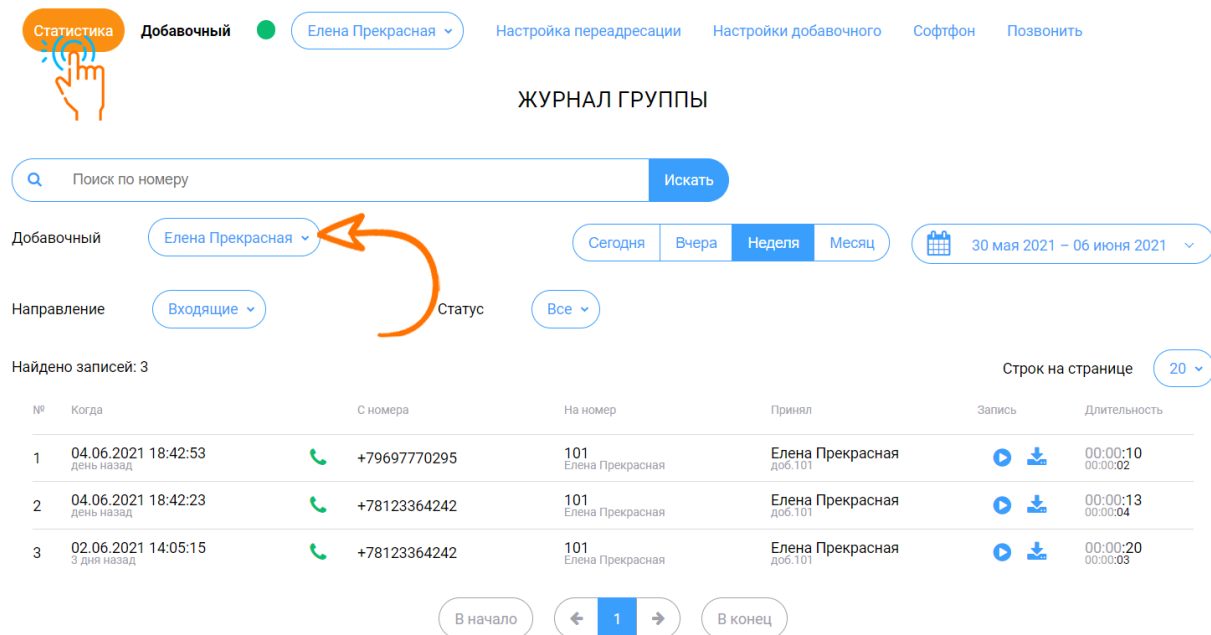 Статистика Добавочный Елена Прекрасная Настройка переадресации Настройки добавочного Софтфон Позвонить
ЖУРНАЛ ГРУППЫ
Поиск по номеру Искать
Добавочный Елена Прекрасная Сегодня Вчера Неделя Месяц 30 мая 2021 – 06 июня 2021
Направление Входящие Статус Все
Найдено записей: 3 Строк на странице 20
№ Когда С номера На номер Принял Запись Длительность
1 04.06.2021 18:42:53 +79697770295 101 Елена Прекрасная 00:00:10
день назад Елена Прекрасная доб.101 00:00:02
2 04.06.2021 18:42:23 +78123364242 101 Елена Прекрасная 00:00:13
день назад Елена Прекрасная доб.101 00:00:04
3 02.06.2021 14:05:15 +78123364242 101 Елена Прекрасная 00:00:20
3 дня назад Елена Прекрасная доб.101 00:00:03
В начало 1 В конец